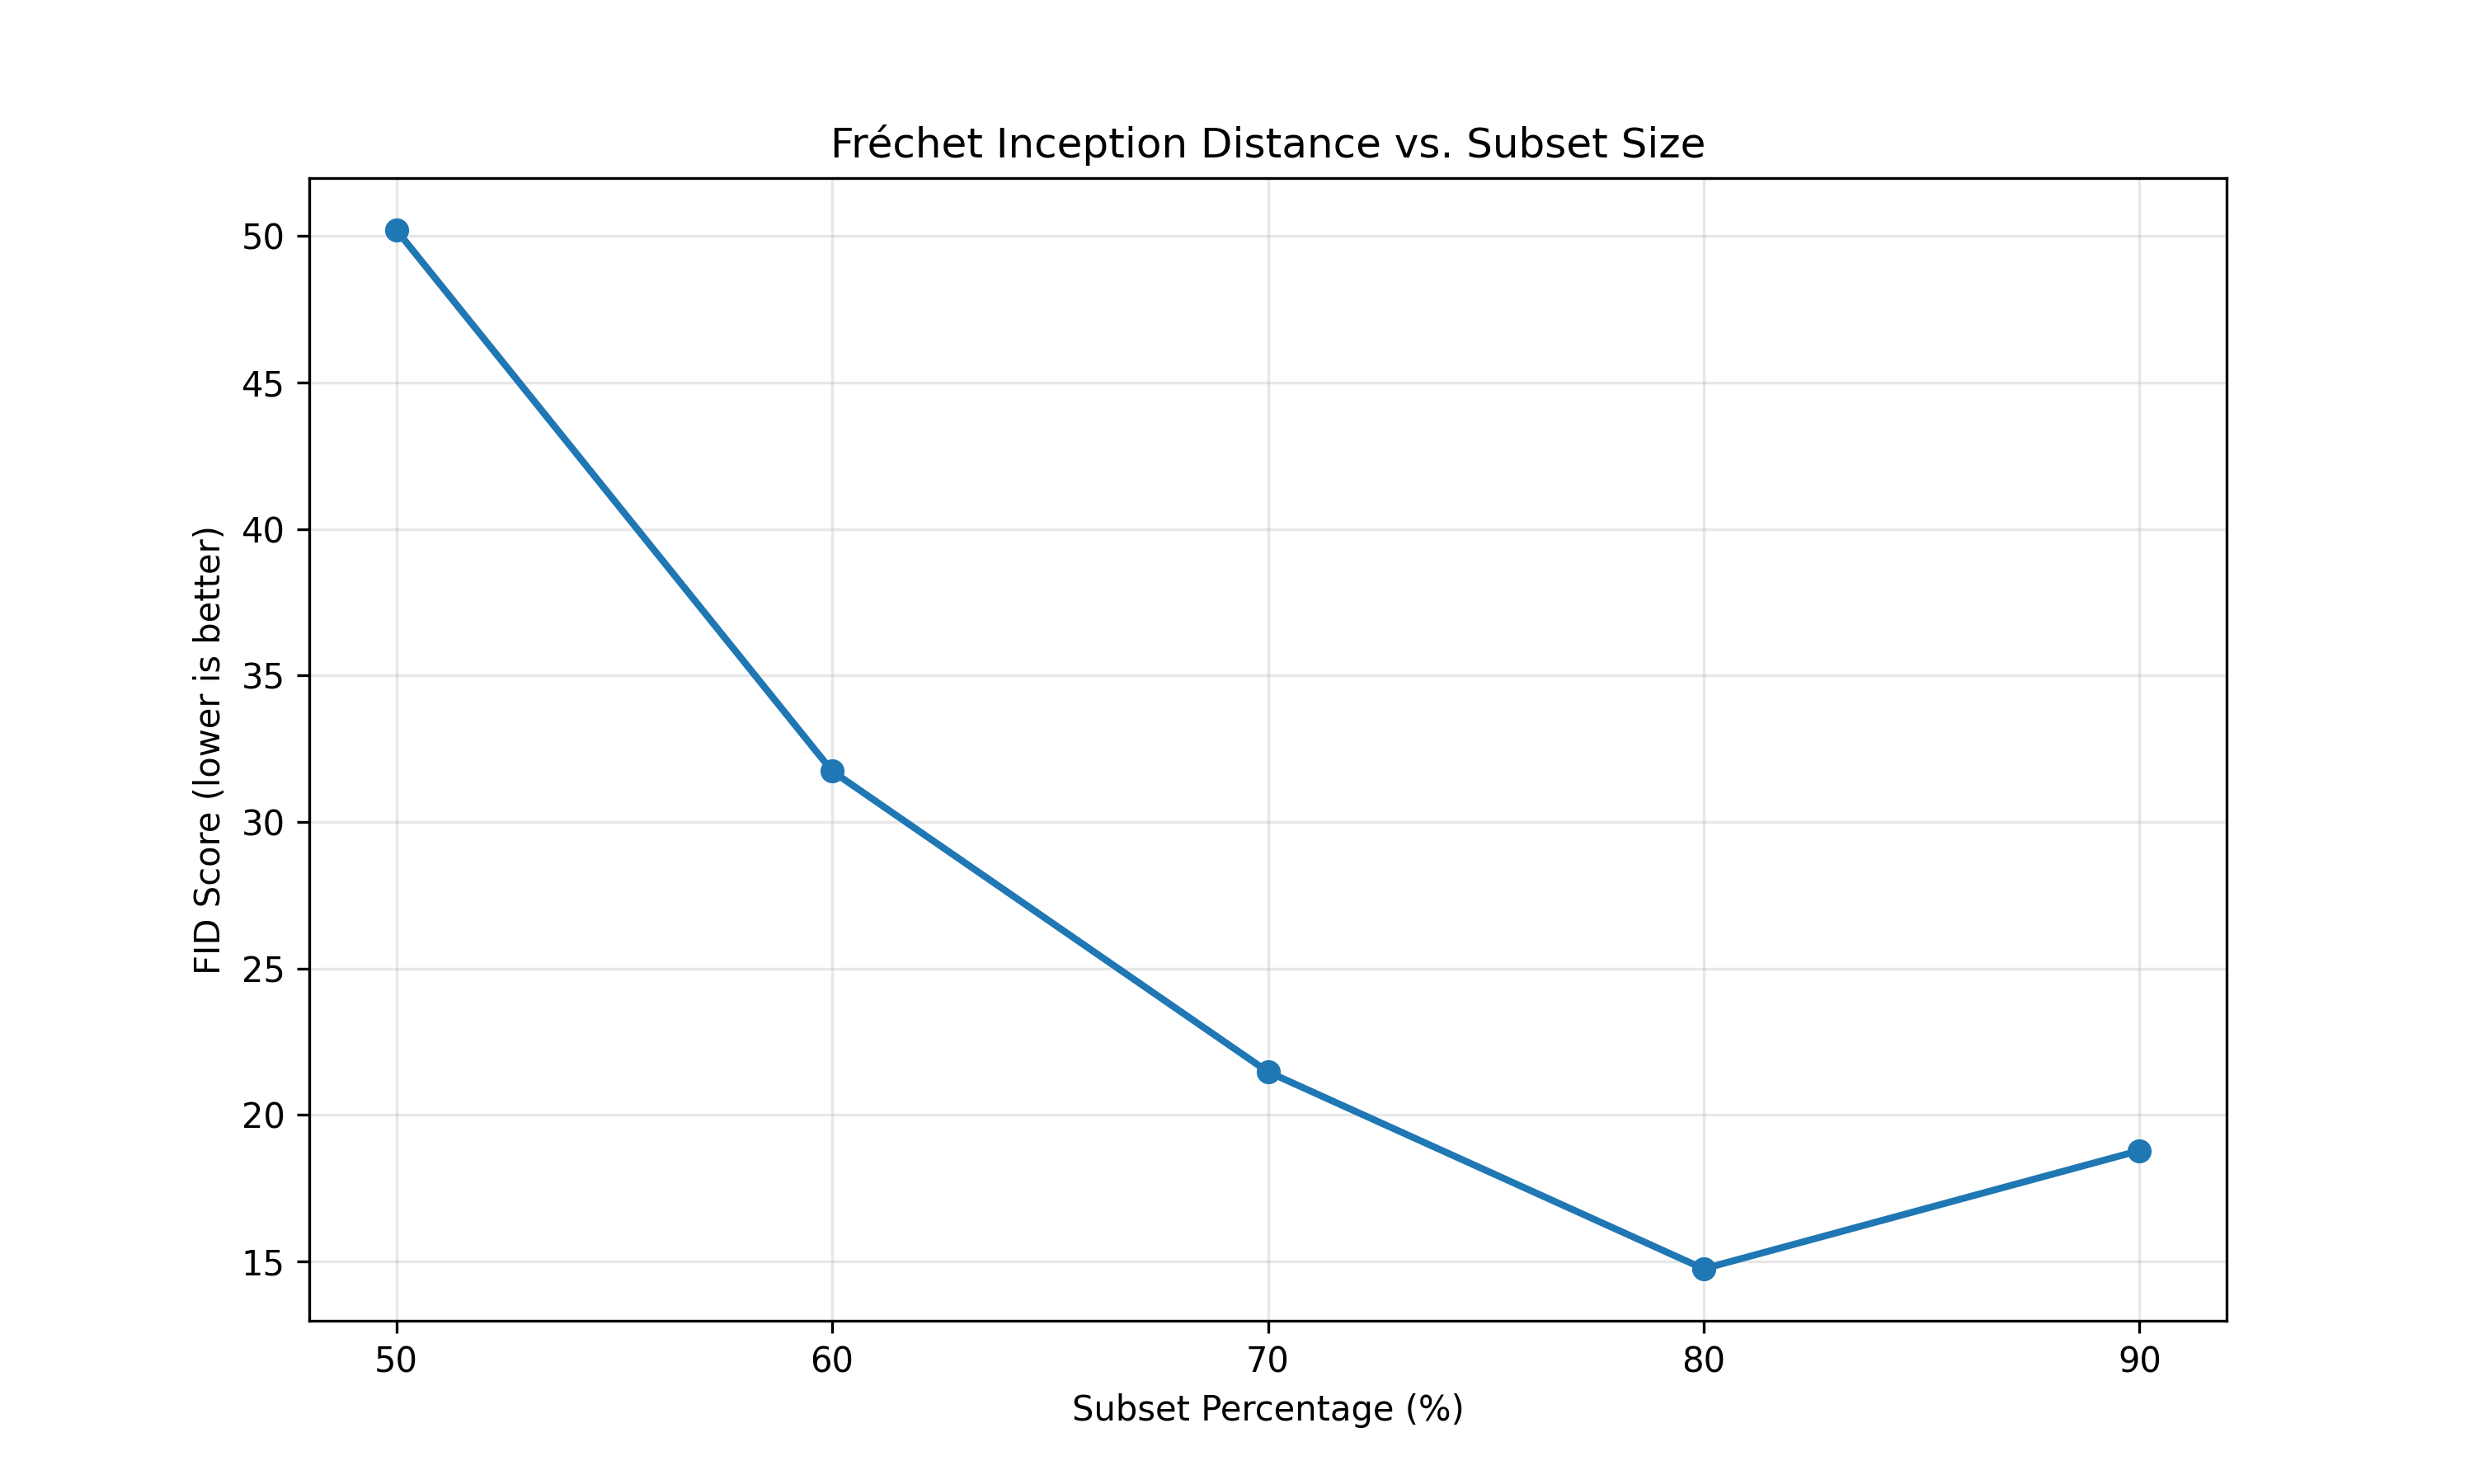 Fréchet Inception Distance vs. Subset Size
FID Score (lower is better)
50
45
40
35
30
25
20
15
50 60 70 80 90
Subset Percentage (%)